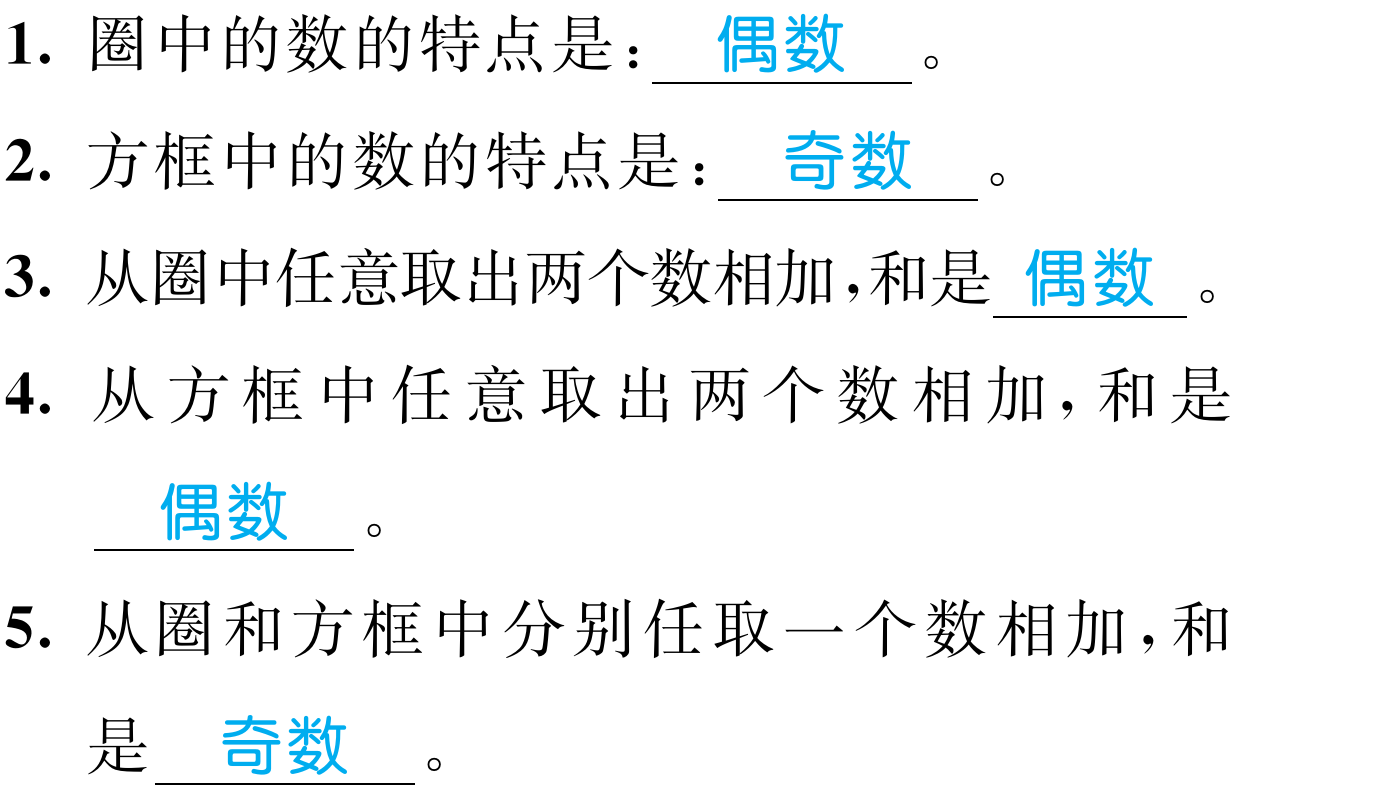 1. 圈中的数的特点是：偶数。
2. 方框中的数的特点是：奇数。
3. 从圈中任意取出两个数相加，和是偶数。
4. 从方框中任意取出两个数相加，和是
偶数。
5. 从圈和方框中分别任取一个数相加，和
是奇数。